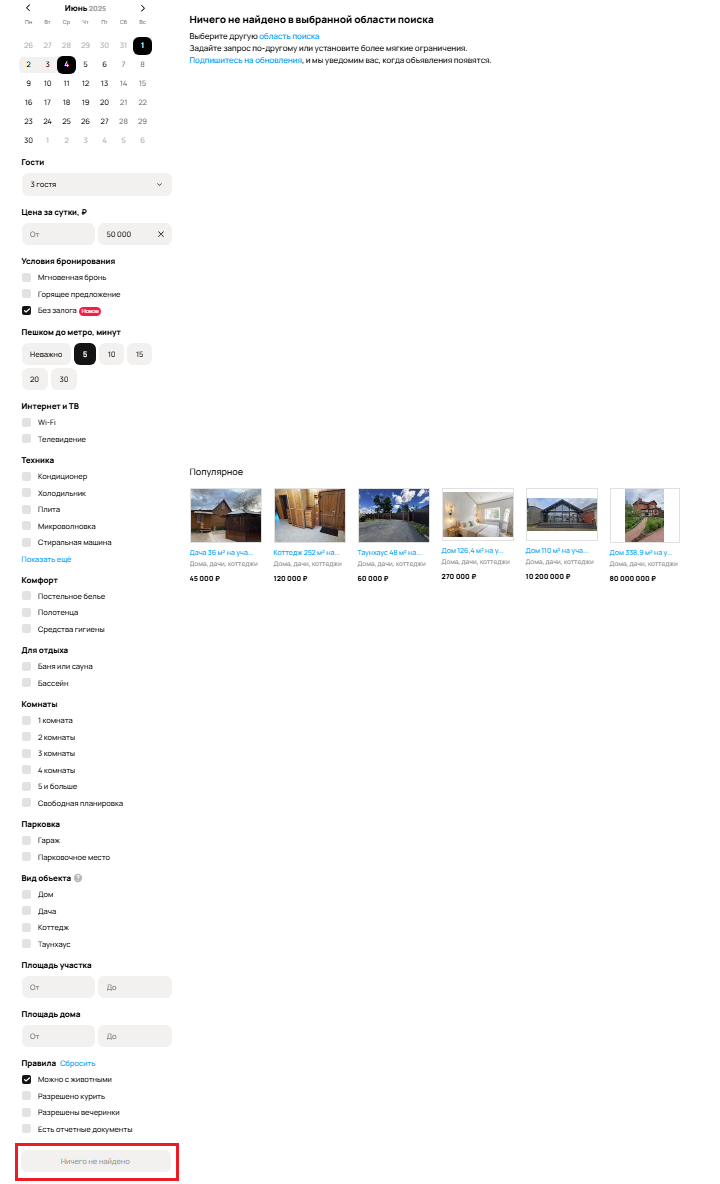 Июнь 2025
Пн Вт Ср Чт Пт Сб Вс
26 27 28 29 30 31 1
2 3 4 5 6 7 8
9 10 11 12 13 14 15
16 17 18 19 20 21 22
23 24 25 26 27 28 29
30 1 2 3 4 5 6
Гости
3 гостя
Цена за сутки, ₽
От 50 000
Условия бронирования
Мгновенная бронь
Горящее предложение
Без залога Новое
Пешком до метро, минут
Неважно 5 10 15
20 30
Интернет и ТВ
Wi-Fi
Телевидение
Техника
Кондиционер
Холодильник
Плита
Микроволновка
Стиральная машина
Показать ещё
Комфорт
Постельное белье
Полотенца
Средства гигиены
Для отдыха
Баня или сауна
Бассейн
Комнаты
1 комната
2 комнаты
3 комнаты
4 комнаты
5 и больше
Свободная планировка
Парковка
Гараж
Парковочное место
Вид объекта ?
Дом
Дача
Коттедж
Таунхаус
Площадь участка
От До
Площадь дома
От До
Правила Сбросить
Можно с животными
Разрешено курить
Разрешены вечеринки
Есть отчетные документы
Ничего не найдено
Ничего не найдено в выбранной области поиска
Выберите другую область поиска
Задайте запрос по-другому или установите более мягкие ограничения.
Подпишитесь на обновления, и мы уведомим вас, когда объявления появятся.
Популярное
Дача 36 м² на уча...
Дома, дачи, коттеджи
45 000 ₽
Коттедж 252 м² на...
Дома, дачи, коттеджи
120 000 ₽
Таунхаус 48 м² на...
Дома, дачи, коттеджи
60 000 ₽
Дом 126,4 м² на у...
Дома, дачи, коттеджи
270 000 ₽
Дом 110 м² на уча...
Дома, дачи, коттеджи
10 200 000 ₽
Дом 338,9 м² на у...
Дома, дачи, коттеджи
80 000 000 ₽